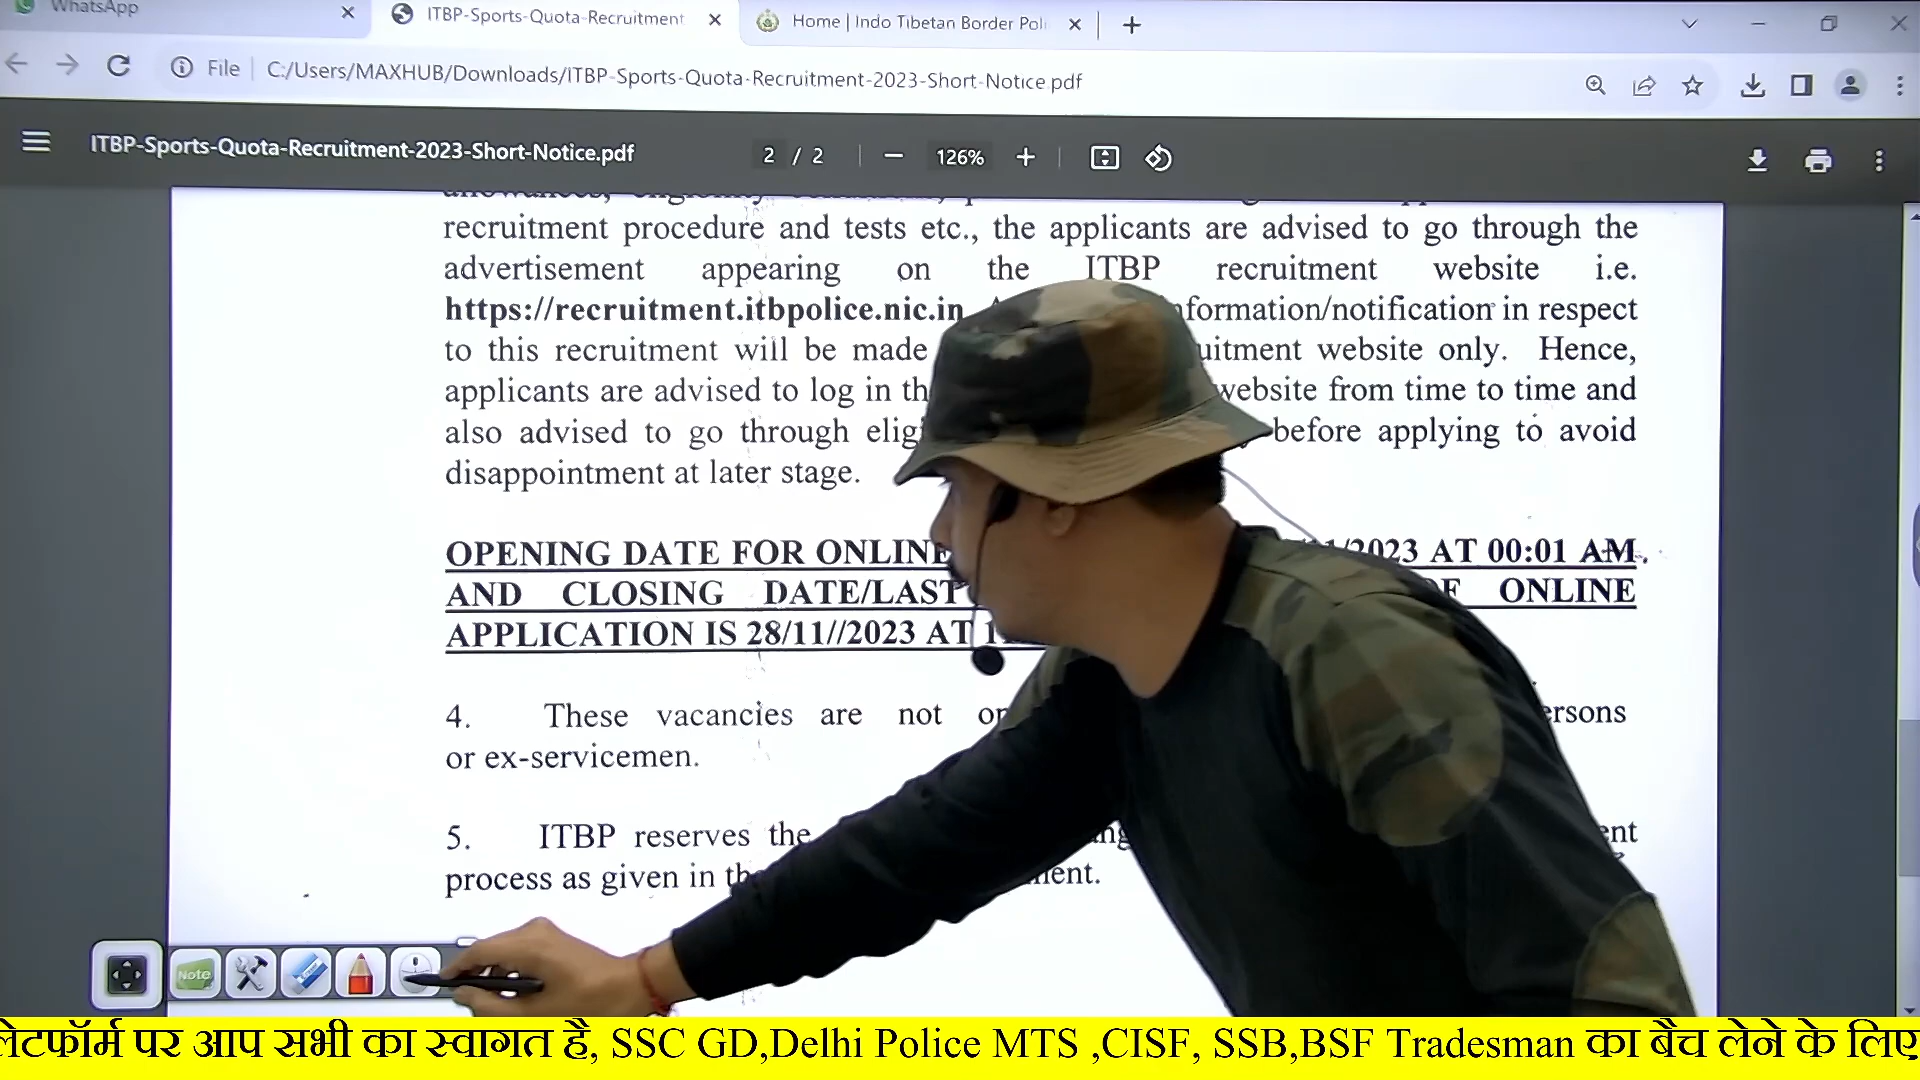 WhatsApp
ITBP-Sports-Quota-Recruitment
Home | Indo Tibetan Border Poli
File
C:/Users/MAXHUB/Downloads/ITBP-Sports-Quota-Recruitment-2023-Short-Notice.pdf
ITBP-Sports-Quota-Recruitment-2023-Short-Notice.pdf
2 / 2
126%
recruitment procedure and tests etc., the applicants are advised to go through the
advertisement appearing on the ITBP recruitment website i.e.
https://recruitment.itbpolice.nic.in formation/notification in respect
to this recruitment will be made uitment website only. Hence,
applicants are advised to log in th website from time to time and
also advised to go through elig before applying to avoid
disappointment at later stage.
OPENING DATE FOR ONLINE /2023 AT 00:01 AM.
AND CLOSING DATE/LAST F ONLINE
APPLICATION IS 28/11//2023 AT 1
4. These vacancies are not or ersons
or ex-servicemen.
5. ITBP reserves the ng ent
process as given in th ent.
Note
लेटफॉर्म पर आप सभी का स्वागत है, SSC GD,Delhi Police MTS ,CISF, SSB,BSF Tradesman का बैच लेने के लिए